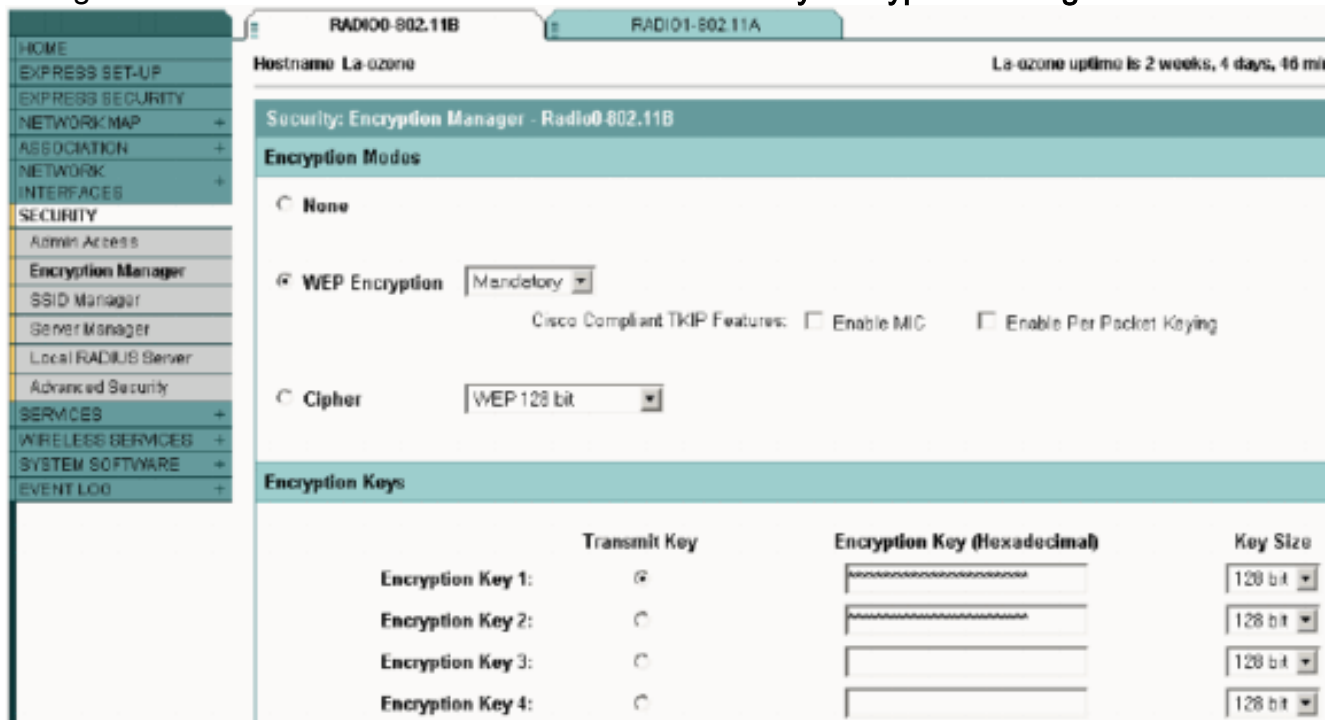 RADIO0-802.11B
RADIO1-802.11A
HOME
EXPRESS SET-UP
EXPRESS SECURITY
NETWORK MAP +
ASSOCIATION +
NETWORK
INTERFACES +
SECURITY
Admin Access
Encryption Manager
SSID Manager
Server Manager
Local RADIUS Server
Advanced Security
SERVICES +
WIRELESS SERVICES +
SYSTEM SOFTWARE +
EVENT LOG +
Hostname La-ozone
La-ozone uptime is 2 weeks, 4 days, 46
Security: Encryption Manager - Radio0-802.11B
Encryption Modes
None
WEP Encryption Mandatory
Cisco Compliant TKIP Features: Enable MIC Enable Per Packet Keying
Cipher WEP 128 bit
Encryption Keys
Transmit Key Encryption Key (Hexadecimal) Key Size
Encryption Key 1: 128 bit
Encryption Key 2: 128 bit
Encryption Key 3: 128 bit
Encryption Key 4: 128 bit